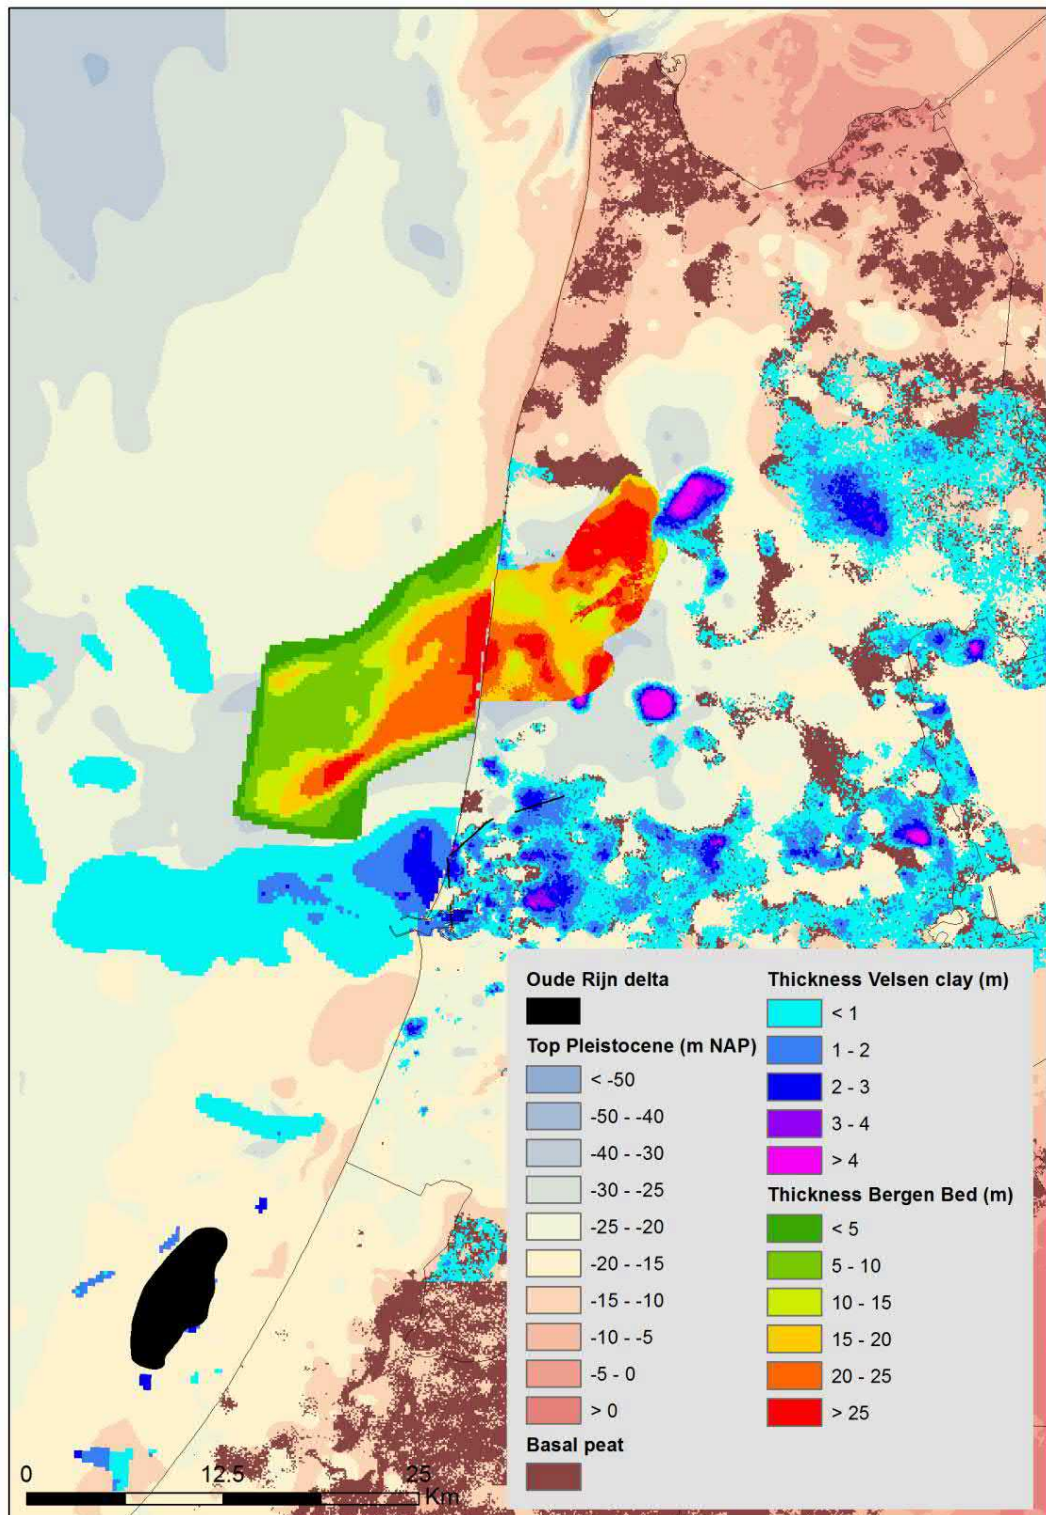 Oude Rijn delta
Top Pleistocene (m NAP)
< -50
-50 - -40
-40 - -30
-30 - -25
-25 - -20
-20 - -15
-15 - -10
-10 - -5
-5 - 0
> 0
Basal peat
Thickness Velsen clay (m)
< 1
1 - 2
2 - 3
3 - 4
> 4
Thickness Bergen Bed (m)
< 5
5 - 10
10 - 15
15 - 20
20 - 25
> 25
0 12.5 25
Km